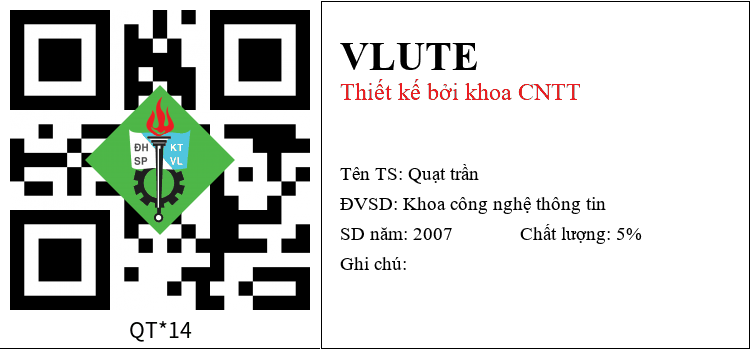 ĐH KT
SP VL
QT*14
VLUTE
Thiết kế bởi khoa CNTT
Tên TS: Quạt trần
ĐVSD: Khoa công nghệ thông tin
SD năm: 2007 Chất lượng: 5%
Ghi chú: